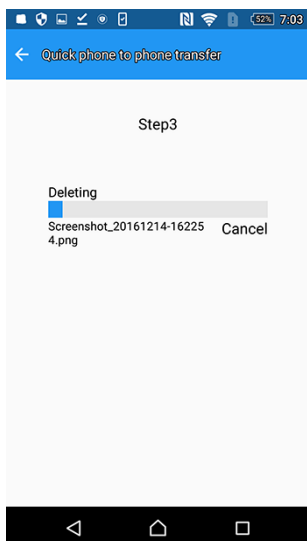 52% 7:03
Quick phone to phone transfer
Step3
Deleting
Screenshot_20161214-16225
4.png
Cancel